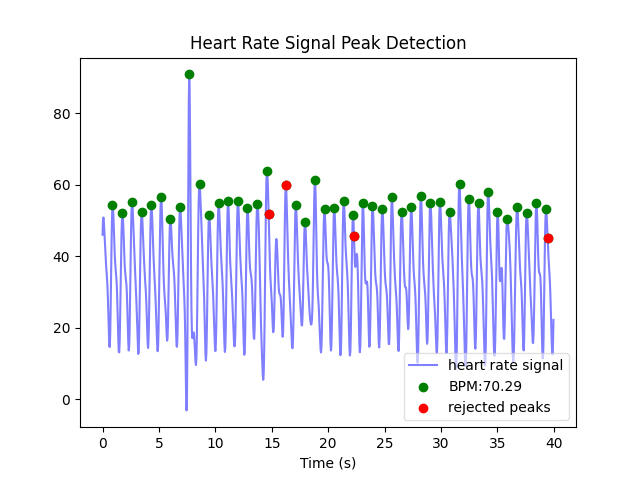 Heart Rate Signal Peak Detection
80
60
40
20
0
heart rate signal
BPM:70.29
rejected peaks
0 5 10 15 20 25 30 35 40
Time (s)